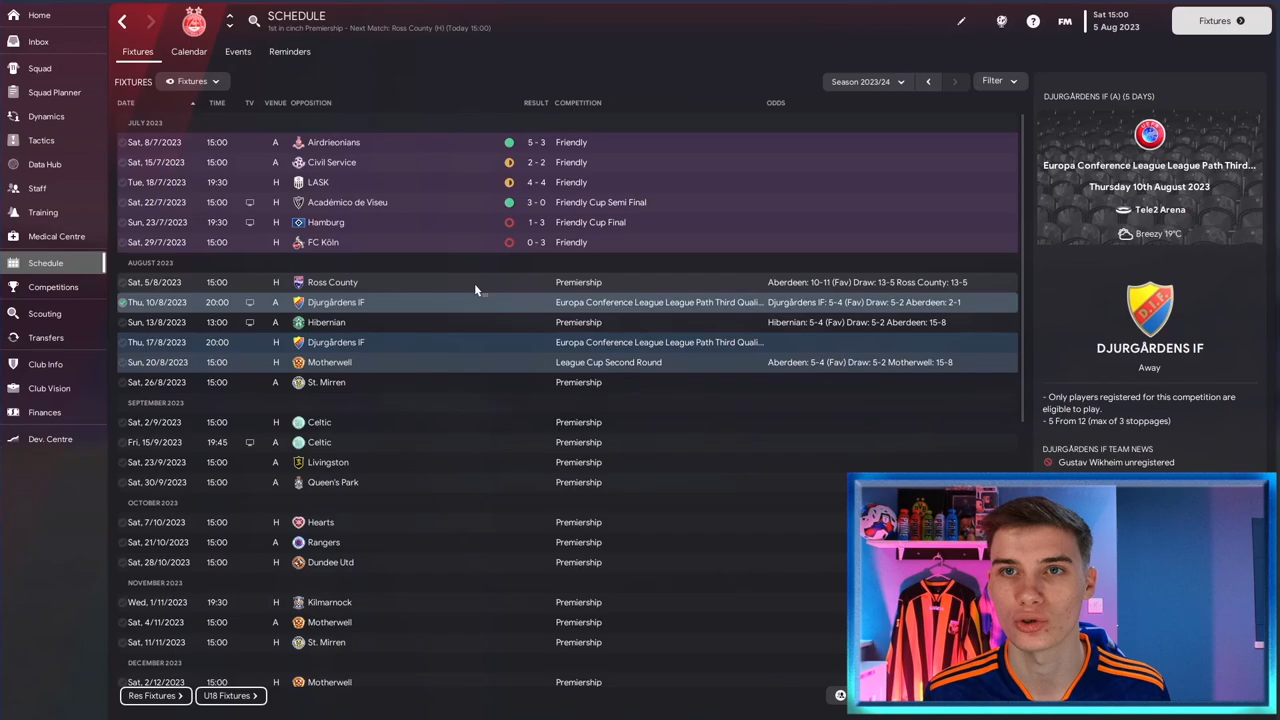 Home
Inbox
Squad
Squad Planner
Dynamics
Tactics
Data Hub
Staff
Training
Medical Centre
Schedule
Competitions
Scouting
Transfers
Club Info
Club Vision
Finances
Dev. Centre
SCHEDULE
1st in cinch Premiership - Next Match: Ross County (H) (Today 15:00)
FM
Sat 15:00
5 Aug 2023
Fixtures
Fixtures Calendar Events Reminders
FIXTURES Fixtures Season 2023/24 Filter
DATE TIME TV VENUE OPPOSITION RESULT COMPETITION ODDS
JULY 2023
Sat, 8/7/2023 15:00 A Airdrieonians 5 - 3 Friendly
Sat, 15/7/2023 15:00 A Civil Service 2 - 2 Friendly
Tue, 18/7/2023 19:30 H LASK 4 - 4 Friendly
Sat, 22/7/2023 15:00 H Académico de Viseu 3 - 0 Friendly Cup Semi Final
Sun, 23/7/2023 19:30 H Hamburg 1 - 3 Friendly Cup Final
Sat, 29/7/2023 15:00 H FC Köln 0 - 3 Friendly
AUGUST 2023
Sat, 5/8/2023 15:00 H Ross County Premiership Aberdeen: 10-11 (Fav) Draw: 13-5 Ross County: 13-5
Thu, 10/8/2023 20:00 A Djurgårdens IF Europa Conference League League Path Third Quali... Djurgårdens IF: 5-4 (Fav) Draw: 5-2 Aberdeen: 2-1
Sun, 13/8/2023 13:00 A Hibernian Premiership Hibernian: 5-4 (Fav) Draw: 5-2 Aberdeen: 15-8
Thu, 17/8/2023 20:00 H Djurgårdens IF Europa Conference League League Path Third Quali...
Sun, 20/8/2023 15:00 H Motherwell League Cup Second Round Aberdeen: 5-4 (Fav) Draw: 5-2 Motherwell: 15-8
Sat, 26/8/2023 15:00 A St. Mirren Premiership
SEPTEMBER 2023
Sat, 2/9/2023 15:00 H Celtic Premiership
Fri, 15/9/2023 19:45 A Celtic Premiership
Sat, 23/9/2023 15:00 A Livingston Premiership
Sat, 30/9/2023 15:00 A Queen's Park Premiership
OCTOBER 2023
Sat, 7/10/2023 15:00 H Hearts Premiership
Sat, 21/10/2023 15:00 A Rangers Premiership
Sat, 28/10/2023 15:00 H Dundee Utd Premiership
NOVEMBER 2023
Wed, 1/11/2023 19:30 H Kilmarnock Premiership
Sat, 4/11/2023 15:00 A Motherwell Premiership
Sat, 11/11/2023 15:00 H St. Mirren Premiership
DECEMBER 2023
Sat, 2/12/2023 15:00 H Motherwell Premiership
Res Fixtures U18 Fixtures
DJURGÅRDENS IF (A) (5 DAYS)
Europa Conference League League Path Third...
Thursday 10th August 2023
Tele2 Arena
Breezy 19°C
DJURGÅRDENS IF
Away
- Only players registered for this competition are
eligible to play.
- 5 From 12 (max of 3 stoppages)
DJURGÅRDENS IF TEAM NEWS
Gustav Wikheim unregistered